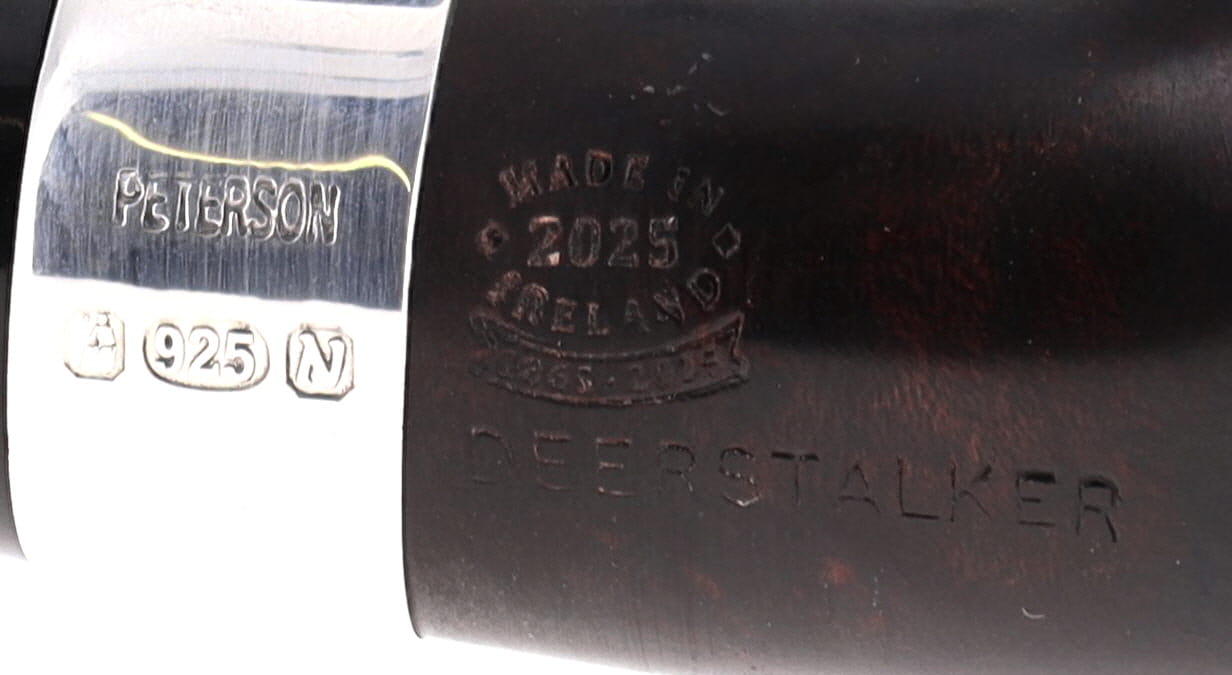 PETERSON
925 N
MADE IN
2025
IRELAND
DEERSTALKER